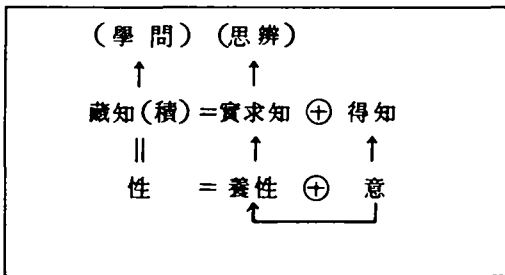 (學問) (思辨)
↑ ↑
藏知(積)=實求知 ⊕ 得知
|| ↑ ↑
性 = 養性 ⊕ 意